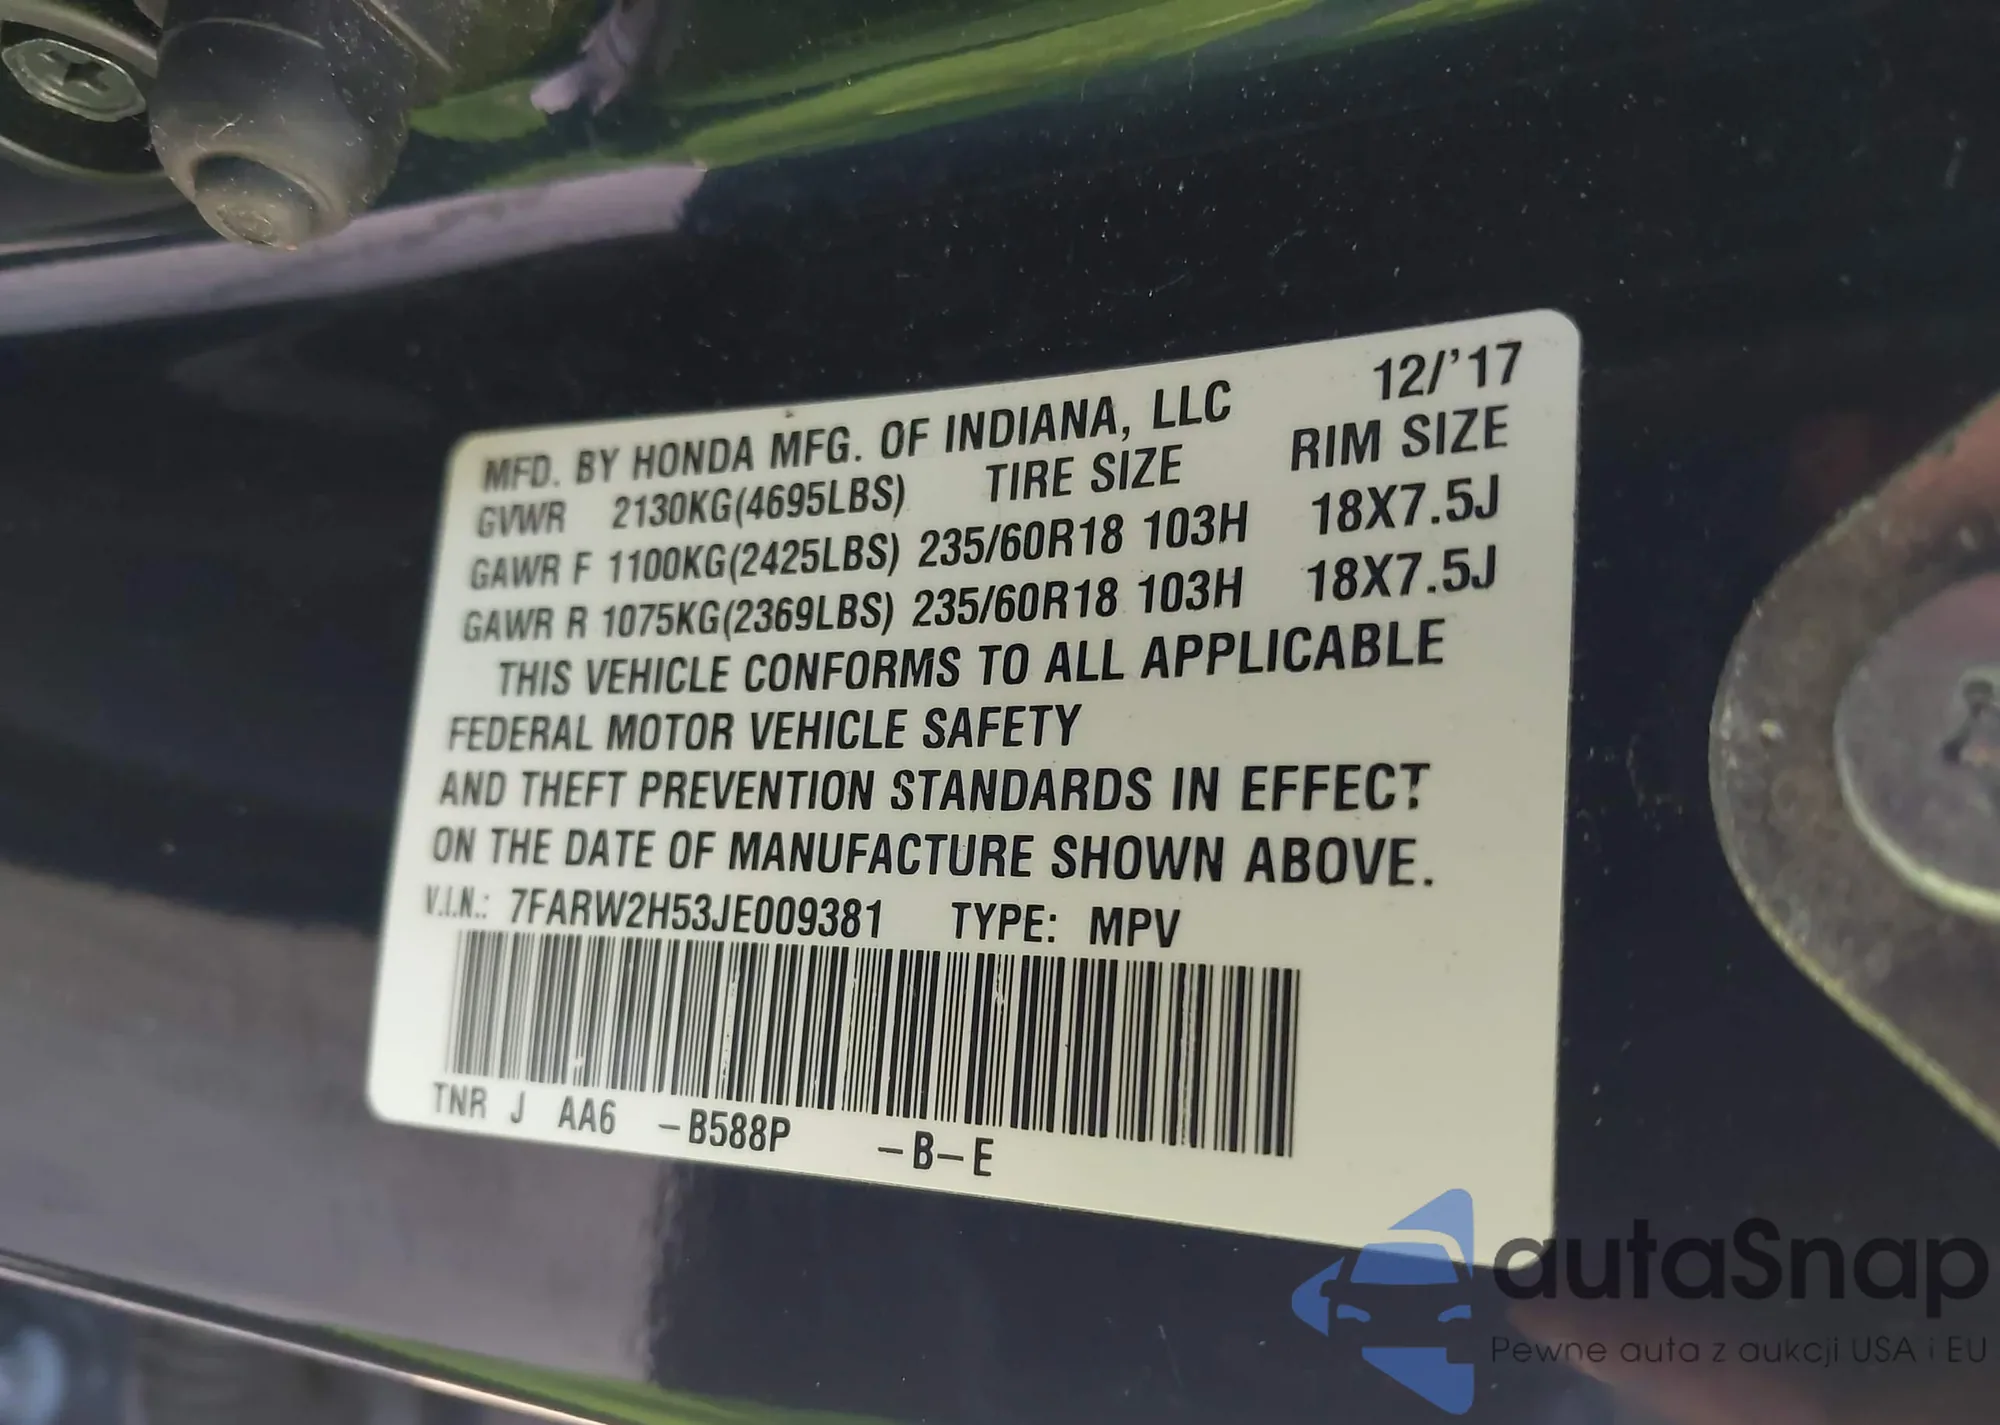 MFD. BY HONDA MFG. OF INDIANA, LLC 12/'17
GVWR 2130KG(4695LBS) TIRE SIZE RIM SIZE
GAWR F 1100KG(2425LBS) 235/60R18 103H 18X7.5J
GAWR R 1075KG(2369LBS) 235/60R18 103H 18X7.5J
THIS VEHICLE CONFORMS TO ALL APPLICABLE
FEDERAL MOTOR VEHICLE SAFETY
AND THEFT PREVENTION STANDARDS IN EFFECT
ON THE DATE OF MANUFACTURE SHOWN ABOVE.
V.I.N.: 7FARW2H53JE009381 TYPE: MPV
TNR J AA6 -B588P -B-E
autaSnap
Pewne auta z aukcji USA i EU